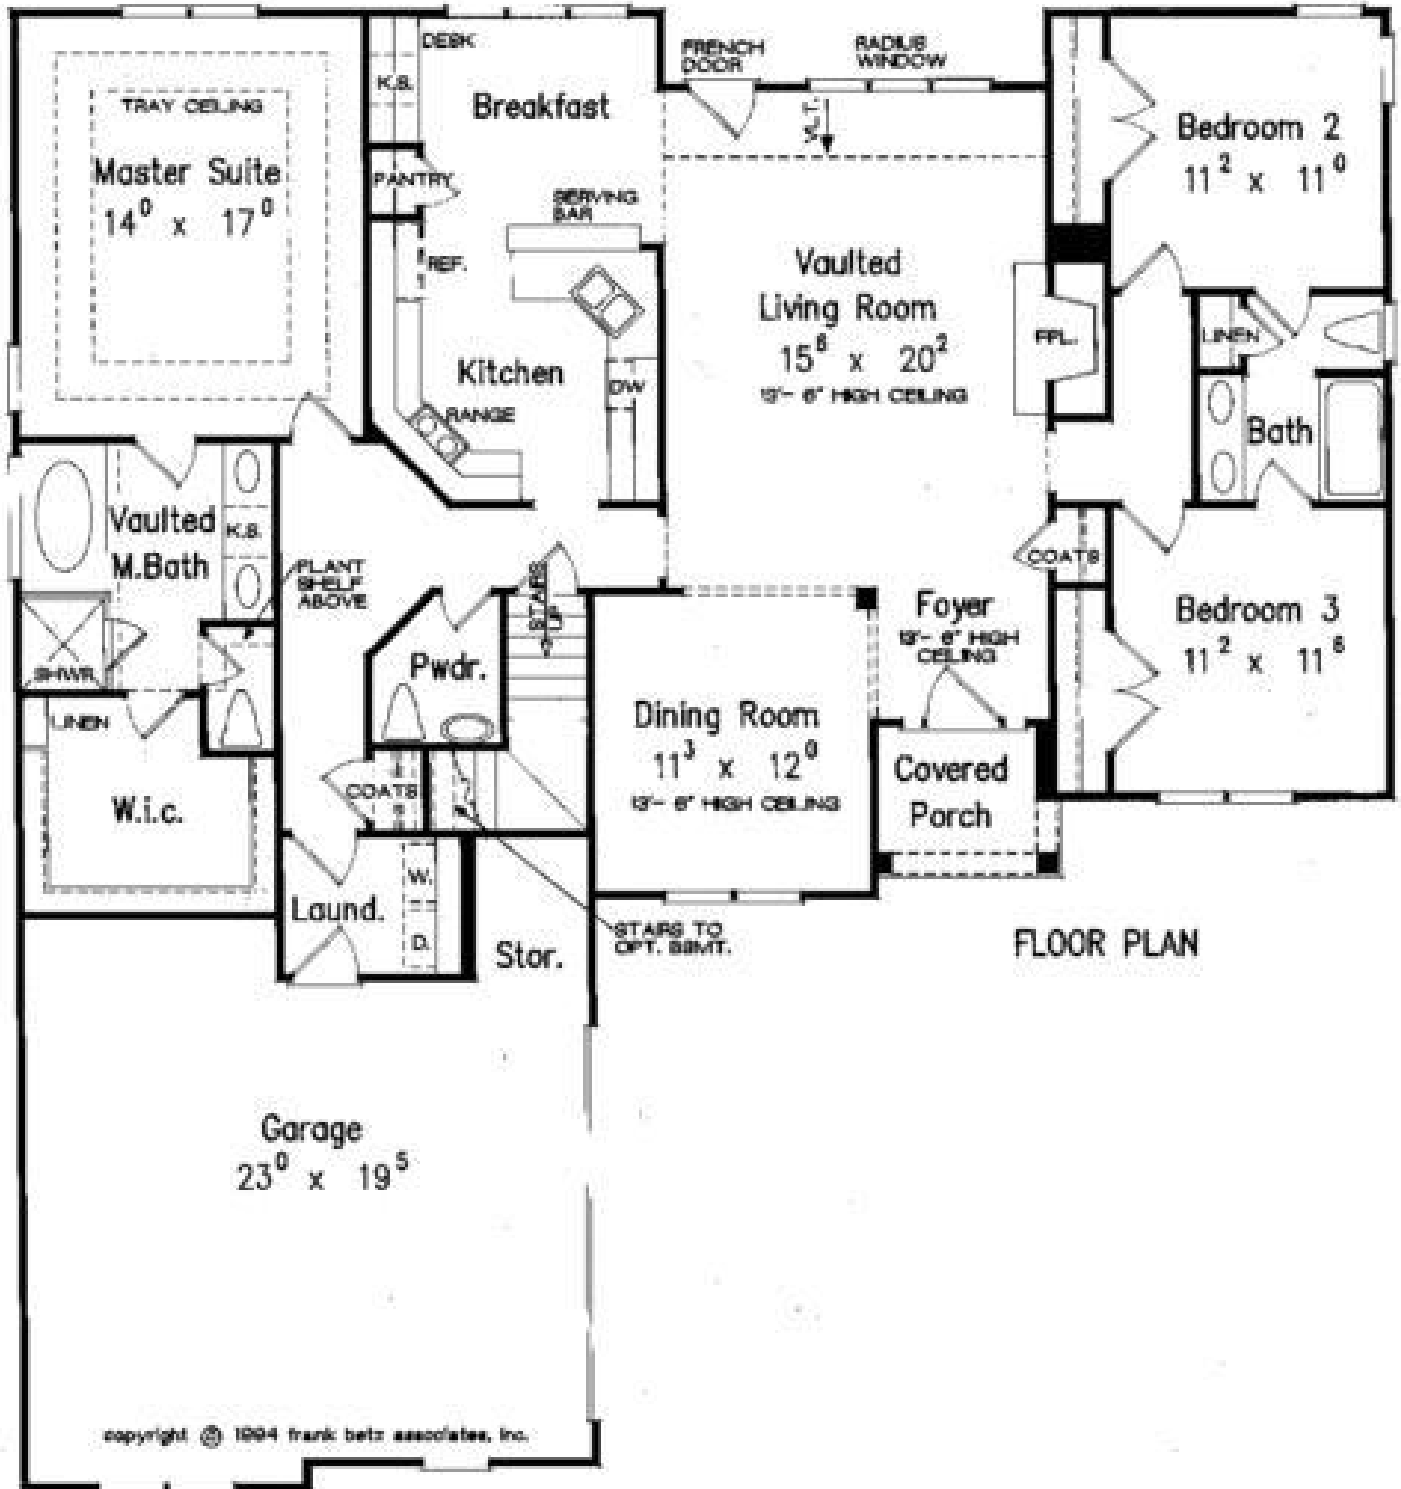 DESK
K.S.
Breakfast
FRENCH
DOOR
RADIUS
WINDOW
VLT.
TRAY CEILING
Master Suite
14⁰ x 17⁰
PANTRY
SERVING
BAR
REF.
Kitchen
RANGE
DW
Vaulted
Living Room
15⁶ x 20²
13'- 6" HIGH CEILING
FPL.
Bedroom 2
11² x 11⁰
LINEN
Bath
Vaulted
M.Bath
K.S.
PLANT
SHELF
ABOVE
SHWR.
LINEN
W.i.c.
STAIRS
UP
Pwdr.
COATS
Dining Room
11³ x 12⁰
13'- 6" HIGH CEILING
Foyer
13'- 6" HIGH
CEILING
COATS
Bedroom 3
11² x 11⁶
Covered
Porch
W.
D.
Laund.
Stor.
STAIRS TO
OPT. BSMT.
FLOOR PLAN
Garage
23⁰ x 19⁵
copyright © 1994 frank betz associates, inc.